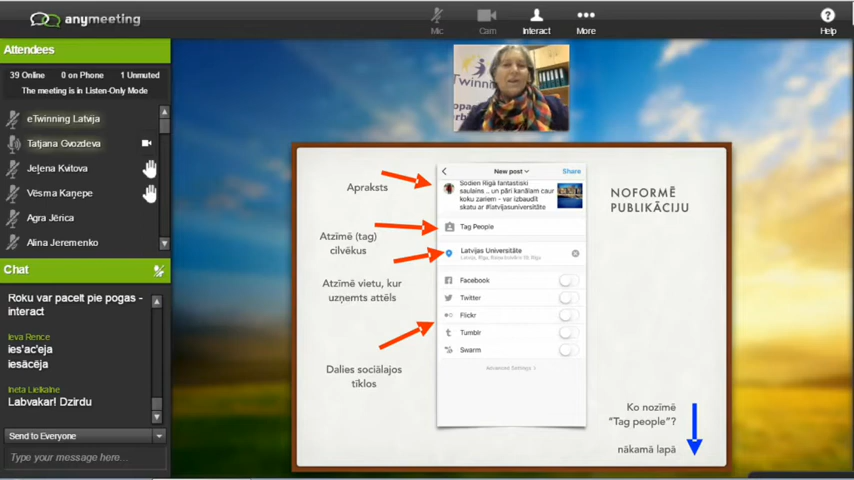 anymeeting
Mic
Cam
Interact
More
Help
Attendees
39 Online 0 on Phone 1 Unmuted
The meeting is in Listen-Only Mode
eTwinning Latvija
Tatjana Gvozdeva
Jeļena Kvitova
Vēsma Kaņepe
Agra Jērica
Alina Jeremenko
Chat
Roku var pacelt pie pogas -
interact
Ieva Rence
ies'ac'eja
iesācēja
Ineta Lielkalne
Labvakar! Dzirdu
Send to Everyone
Type your message here...
Apraksts
Atzīmē (tag)
cilvēkus
Atzīmē vietu, kur
uzņemts attēls
Dalies sociālajos
tīklos
New post
Share
Šodien Rīgā fantastiski
saulains .. un pāri kanālam caur
koku zariem - var izbaudīt
skatu ar #latvijasuniversitāte
Tag People
Latvijas Universitāte
Facebook
Twitter
Flickr
Tumblr
Swarm
Advanced Settings
NOFORMĒ
PUBLIKĀCIJU
Ko nozīmē
"Tag people"?
nākamā lapā